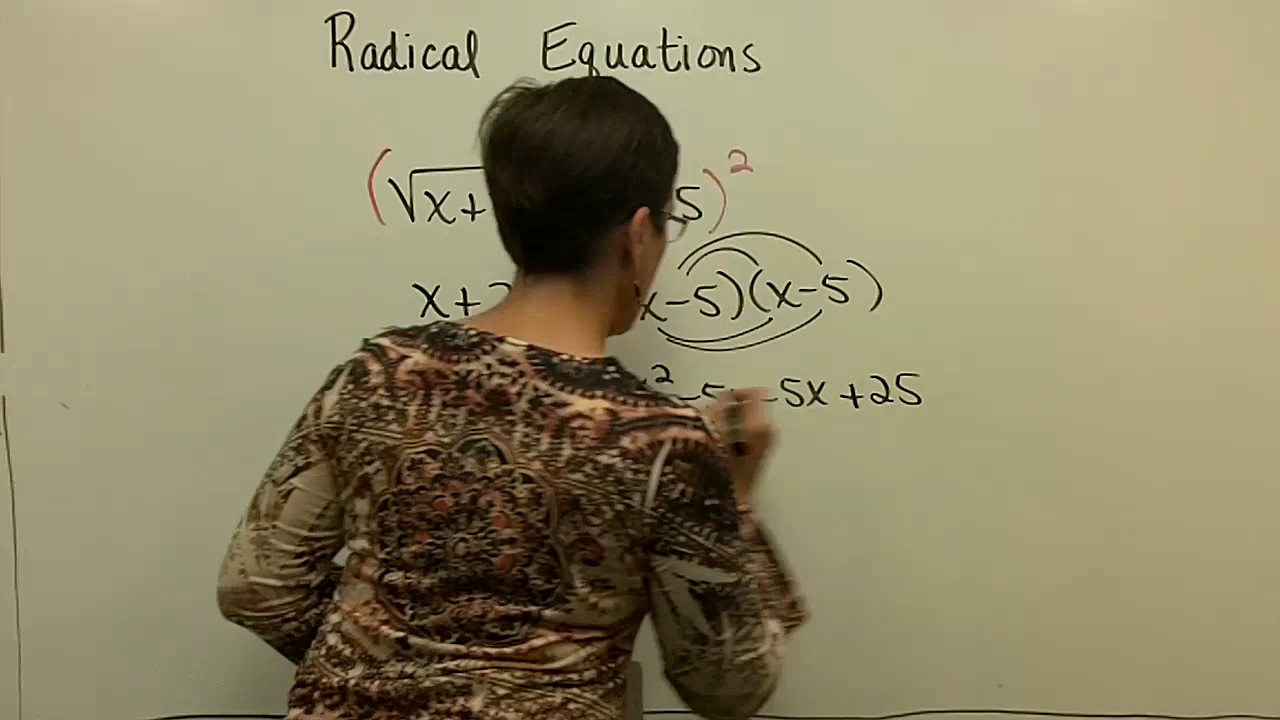 Radical Equations
(√x+ 5)²
x+ x-5)(x-5)
² -5 -5x +25